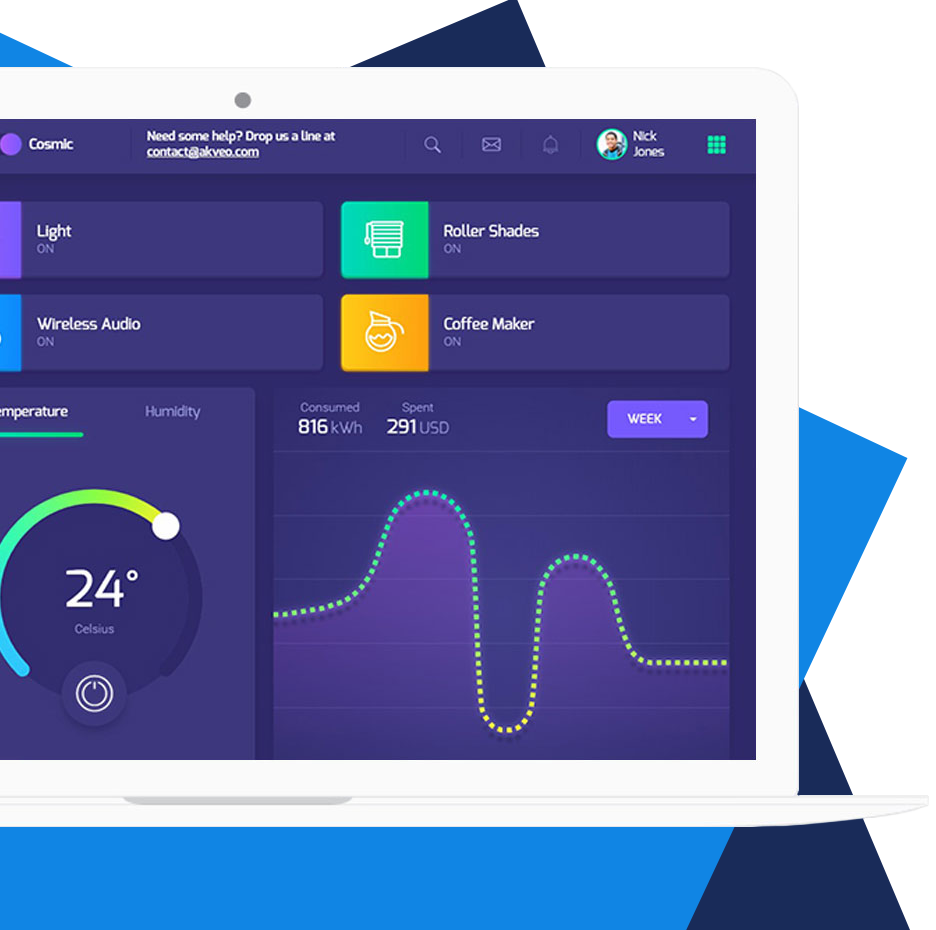 Cosmic
Need some help? Drop us a line at
contact@akveo.com
Nick
Jones
Light
ON
Roller Shades
ON
Wireless Audio
ON
Coffee Maker
ON
emperature
Humidity
Consumed
816 kWh
Spent
291 USD
WEEK
24°
Celsius